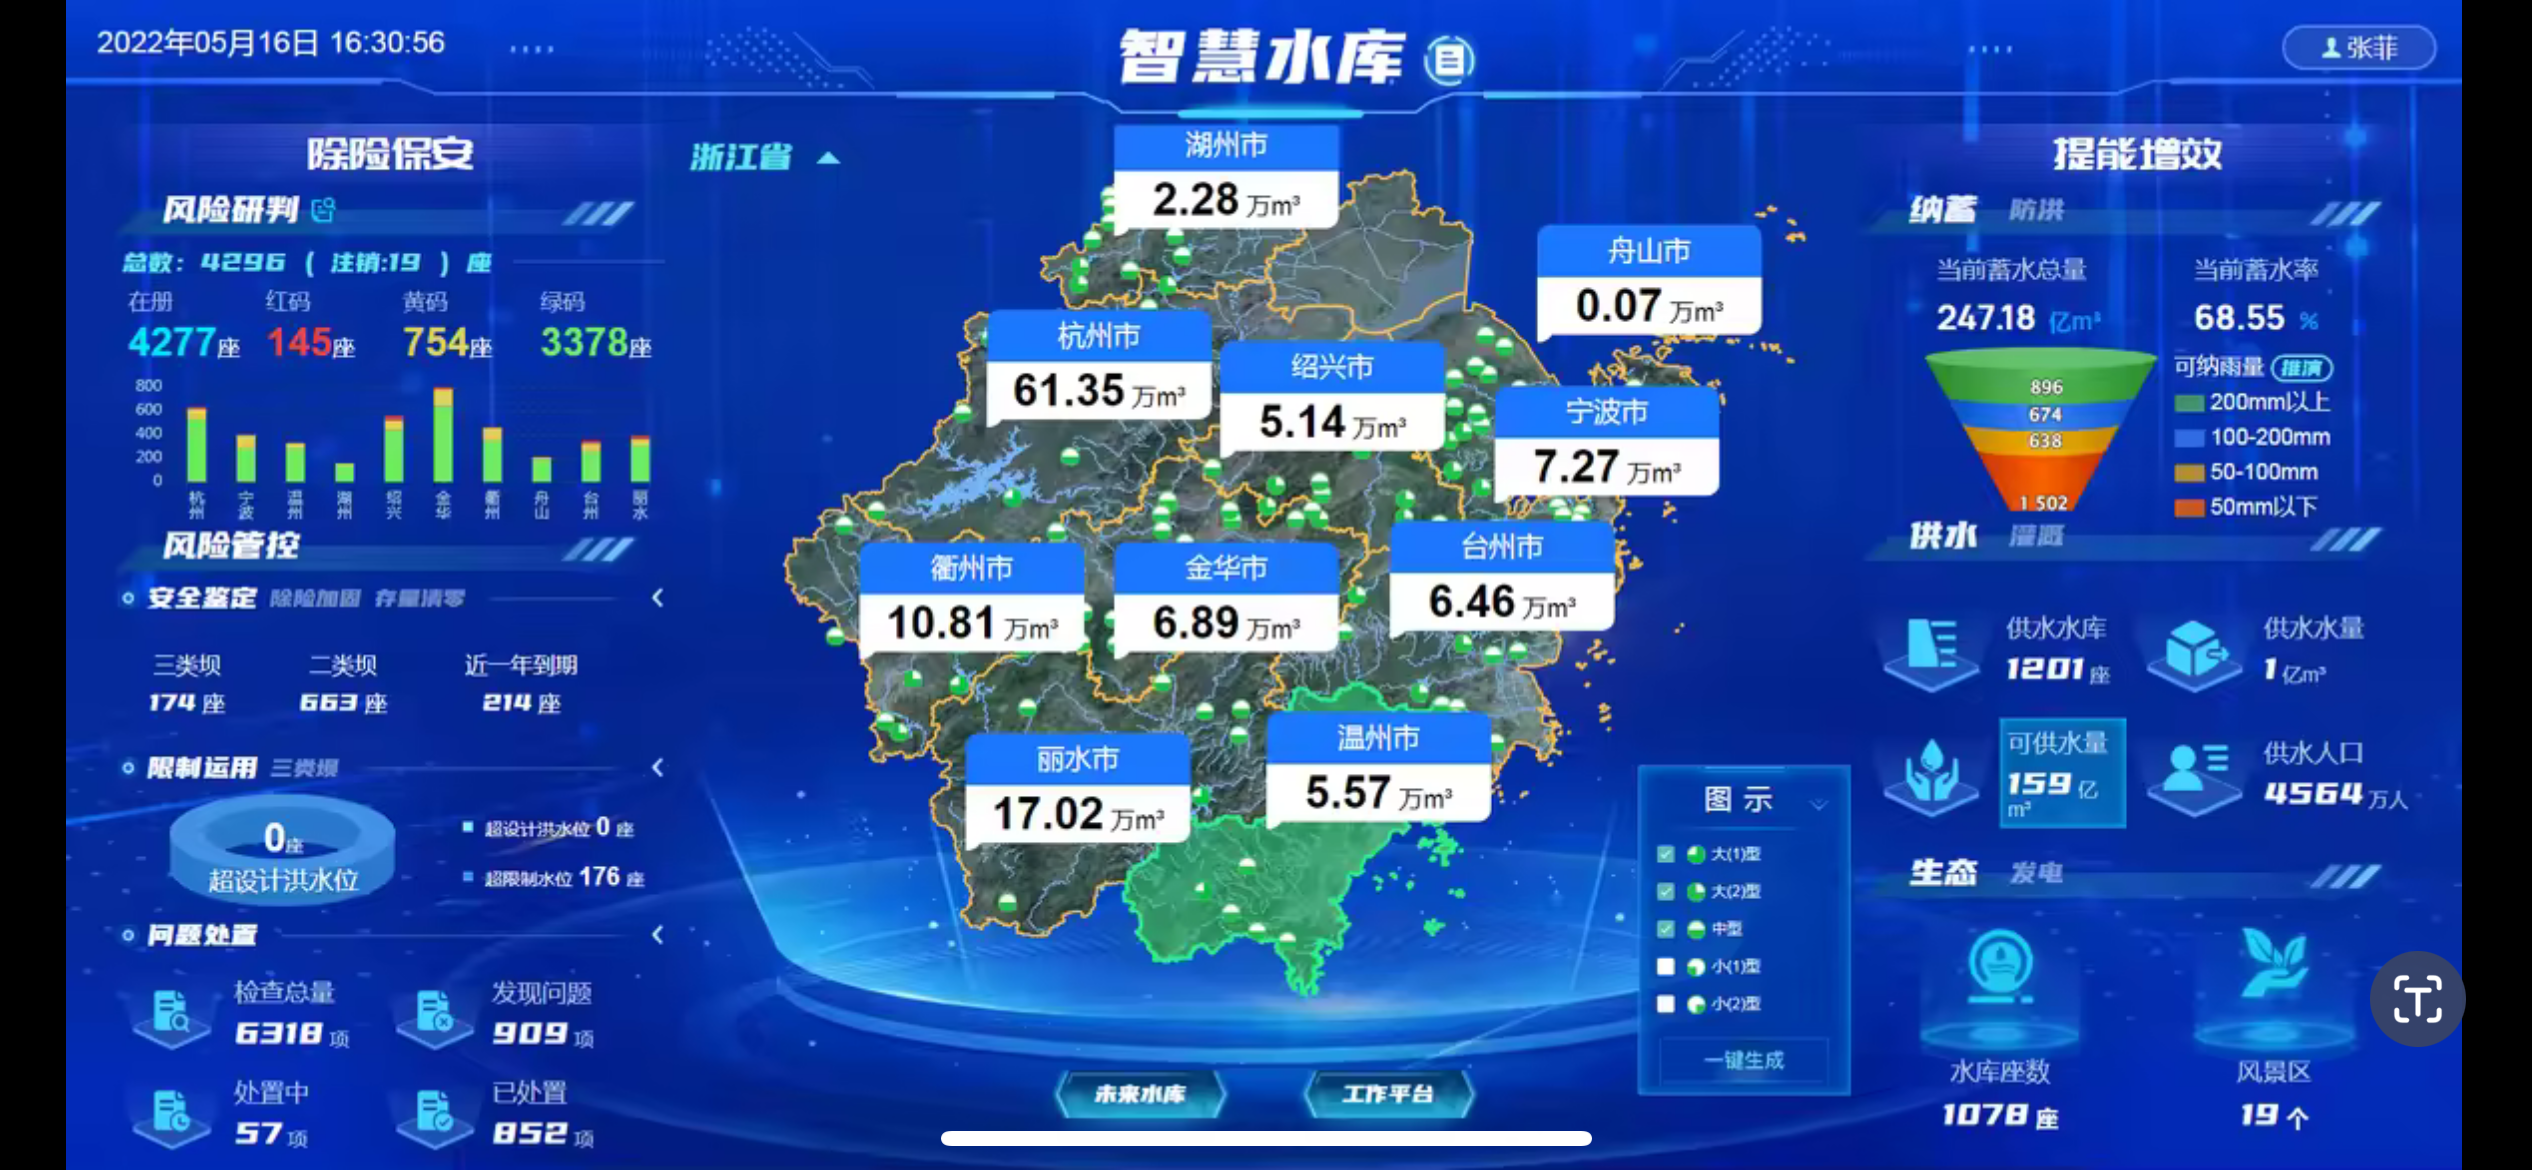 2022年05月16日 16:30:56
智慧水库
张菲
除险保安
风险研判
总数: 4296 ( 注销:19 ) 座
在册 红码 黄码 绿码
4277座 145座 754座 3378座
800
600
400
200
0
杭州 宁波 温州 湖州 绍兴 金华 衢州 舟山 台州 丽水
风险管控
安全鉴定 除险加固 存量清零
三类坝 二类坝 近一年到期
174 座 663 座 214 座
限制运用 三类坝
0座
超设计洪水位
超设计洪水位 0 座
超限制水位 176 座
问题处置
检查总量 发现问题
6318 项 909 项
处置中 已处置
57 项 852 项
浙江省
湖州市
2.28 万m³
舟山市
0.07 万m³
杭州市
61.35 万m³
绍兴市
5.14 万m³
宁波市
7.27 万m³
衢州市
10.81 万m³
金华市
6.89 万m³
台州市
6.46 万m³
丽水市
17.02 万m³
温州市
5.57 万m³
图示
大(1)型
大(2)型
中型
小(1)型
小(2)型
一键生成
未来水库 工作平台
提能增效
纳蓄 防洪
当前蓄水总量 当前蓄水率
247.18 亿m³ 68.55 %
896
674
638
1 502
可纳雨量 推演
200mm以上
100-200mm
50-100mm
50mm以下
供水 灌溉
供水水库 供水水量
1201 座 1 亿m³
可供水量 供水人口
159 亿 4564 万人
m³
生态 发电
水库座数 风景区
1078 座 19 个